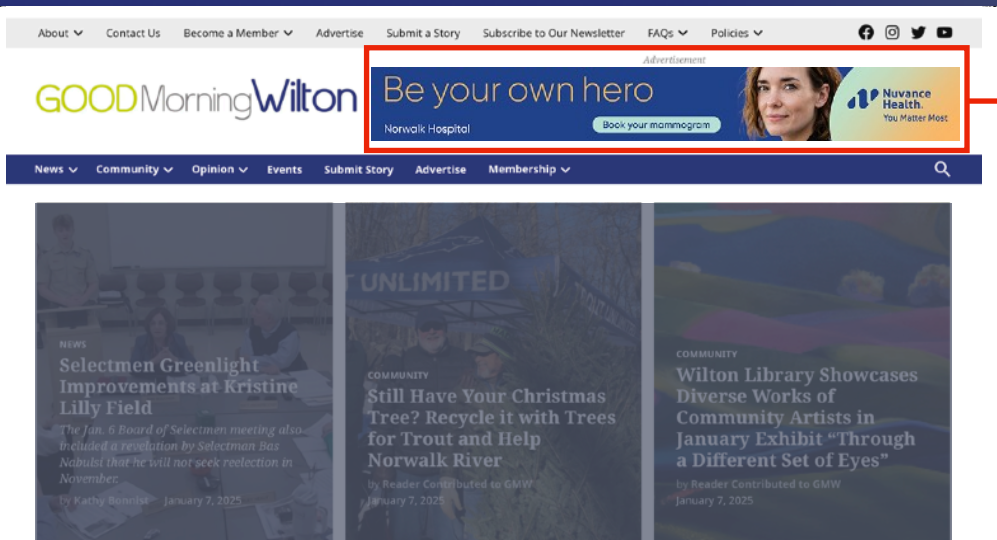 About Contact Us Become a Member Advertise Submit a Story Subscribe to Our Newsletter FAQs Policies
Advertisement
GOODMorningWilton
Be your own hero
Norwalk Hospital
Book your mammogram
Nuvance
Health.
You Matter Most
News Community Opinion Events Submit Story Advertise Membership
NEWS
Selectmen Greenlight
Improvements at Kristine
Lilly Field
The Jan. 6 Board of Selectmen meeting also
included a revelation by Selectman Bas
Nabulsi that he will not seek reelection in
November.
by Kathy Bonnist January 7, 2025
T UNLIMITED
COMMUNITY
Still Have Your Christmas
Tree? Recycle it with Trees
for Trout and Help
Norwalk River
by Reader Contributed to GMW
January 7, 2025
COMMUNITY
Wilton Library Showcases
Diverse Works of
Community Artists in
January Exhibit “Through
a Different Set of Eyes”
by Reader Contributed to GMW
January 7, 2025